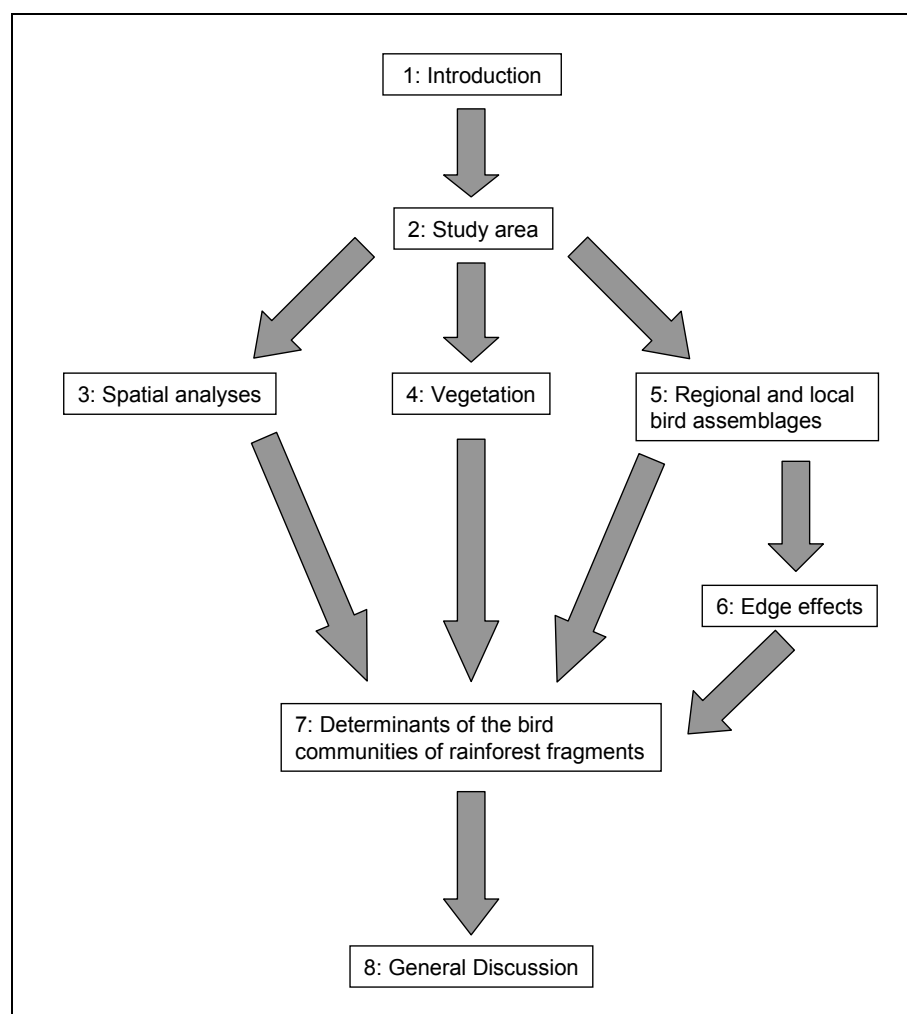 1: Introduction
2: Study area
3: Spatial analyses
4: Vegetation
5: Regional and local
bird assemblages
6: Edge effects
7: Determinants of the bird
communities of rainforest fragments
8: General Discussion